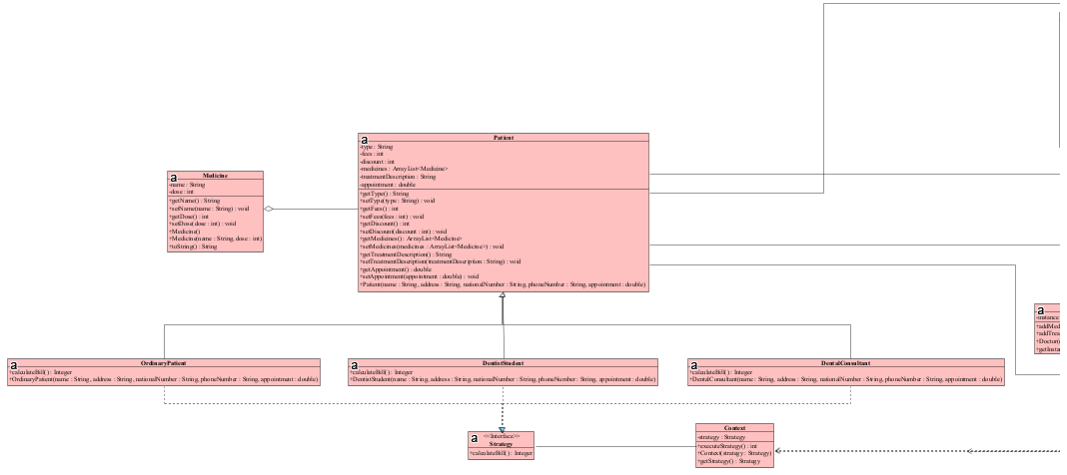 a
Patient
-type : String
-fees : int
-discount : int
-medicines : ArrayList<Medicine>
-treatmentDescription : String
-appointment : double
+getType() : String
+setType(type : String) : void
+getFees() : int
+setFees(fees : int) : void
+getDiscount() : int
+setDiscount(discount : int) : void
+getMedicines() : ArrayList<Medicine>
+setMedicines(medicines : ArrayList<Medicine>) : void
+getTreatmentDescription() : String
+setTreatmentDescription(treatmentDescription : String) : void
+getAppointment() : double
+setAppointment(appointment : double) : void
+Patient(name : String, address : String, nationalNumber : String, phoneNumber : String, appointment : double)
a
Medicine
-name : String
-dose : int
+getName() : String
+setName(name : String) : void
+getDose() : int
+setDose(dose : int) : void
+Medicine()
+Medicine(name : String, dose : int)
+toString() : String
a
-instance
+addMed
+addTrea
+Doctor(
+getInsta
a
OrdinaryPatient
+calculateBill() : Integer
+OrdinaryPatient(name : String, address : String, nationalNumber : String, phoneNumber : String, appointment : double)
a
DentistStudent
+calculateBill() : Integer
+DentistStudent(name : String, address : String, nationalNumber : String, phoneNumber : String, appointment : double)
a
DentalConsultant
+calculateBill() : Integer
+DentalConsultant(name : String, address : String, nationalNumber : String, phoneNumber : String, appointment : double)
a
<<Interface>>
Strategy
+calculateBill() : Integer
Context
-strategy : Strategy
+executeStrategy() : int
+Context(strategy : Strategy)
+getStrategy() : Strategy